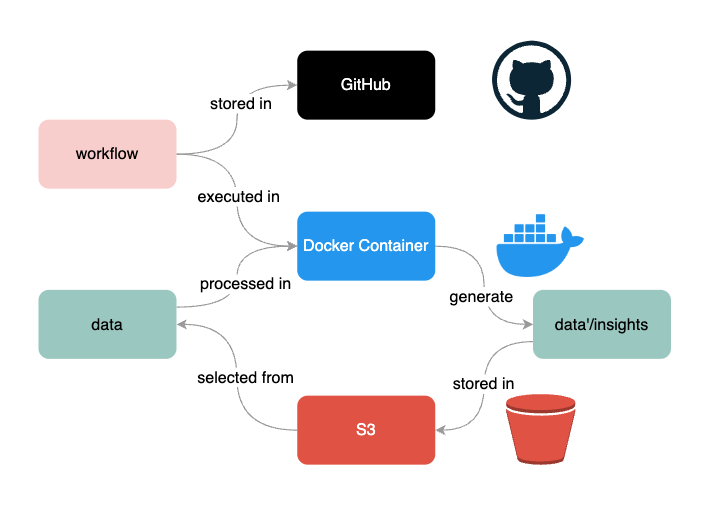 GitHub
stored in
workflow
executed in
Docker Container
processed in
generate
data
data'/insights
selected from
stored in
S3